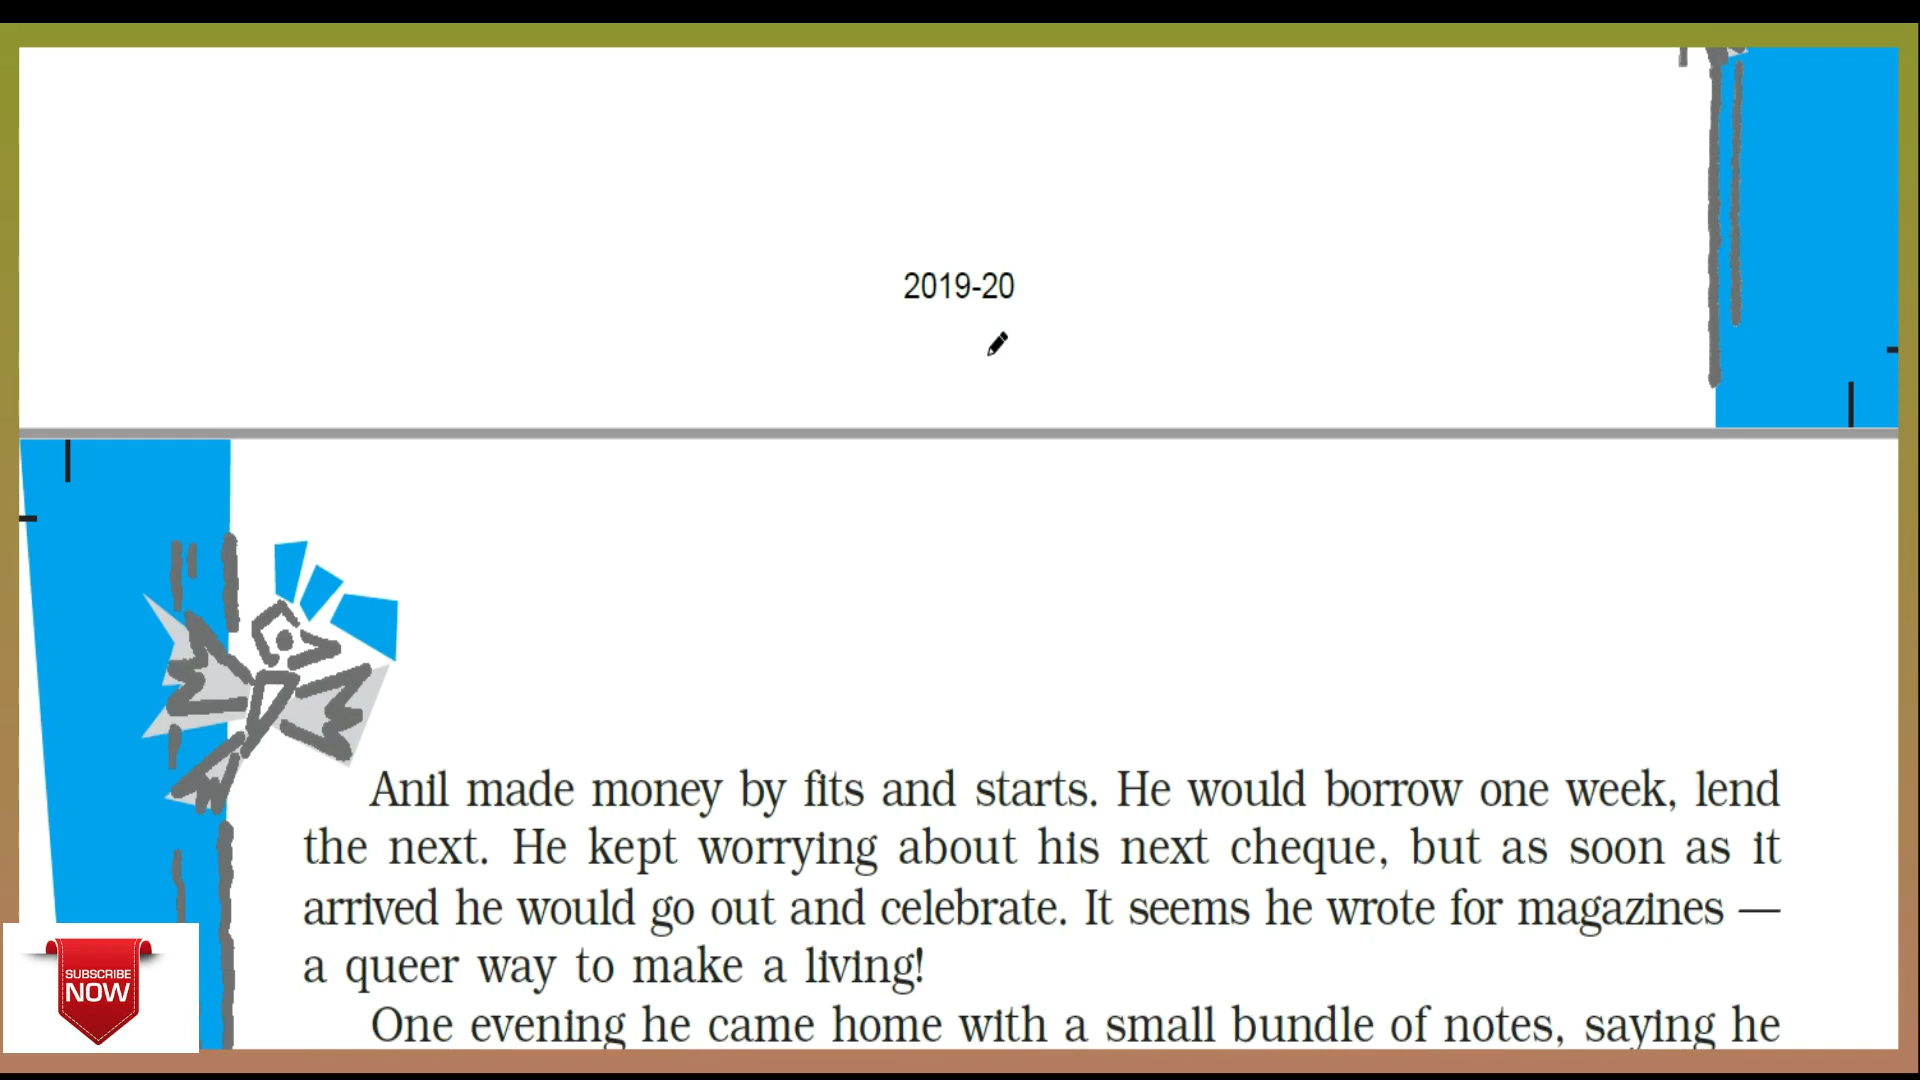 2019-20
Anil made money by fits and starts. He would borrow one week, lend
the next. He kept worrying about his next cheque, but as soon as it
arrived he would go out and celebrate. It seems he wrote for magazines —
a queer way to make a living!
One evening he came home with a small bundle of notes, saying he
SUBSCRIBE
NOW